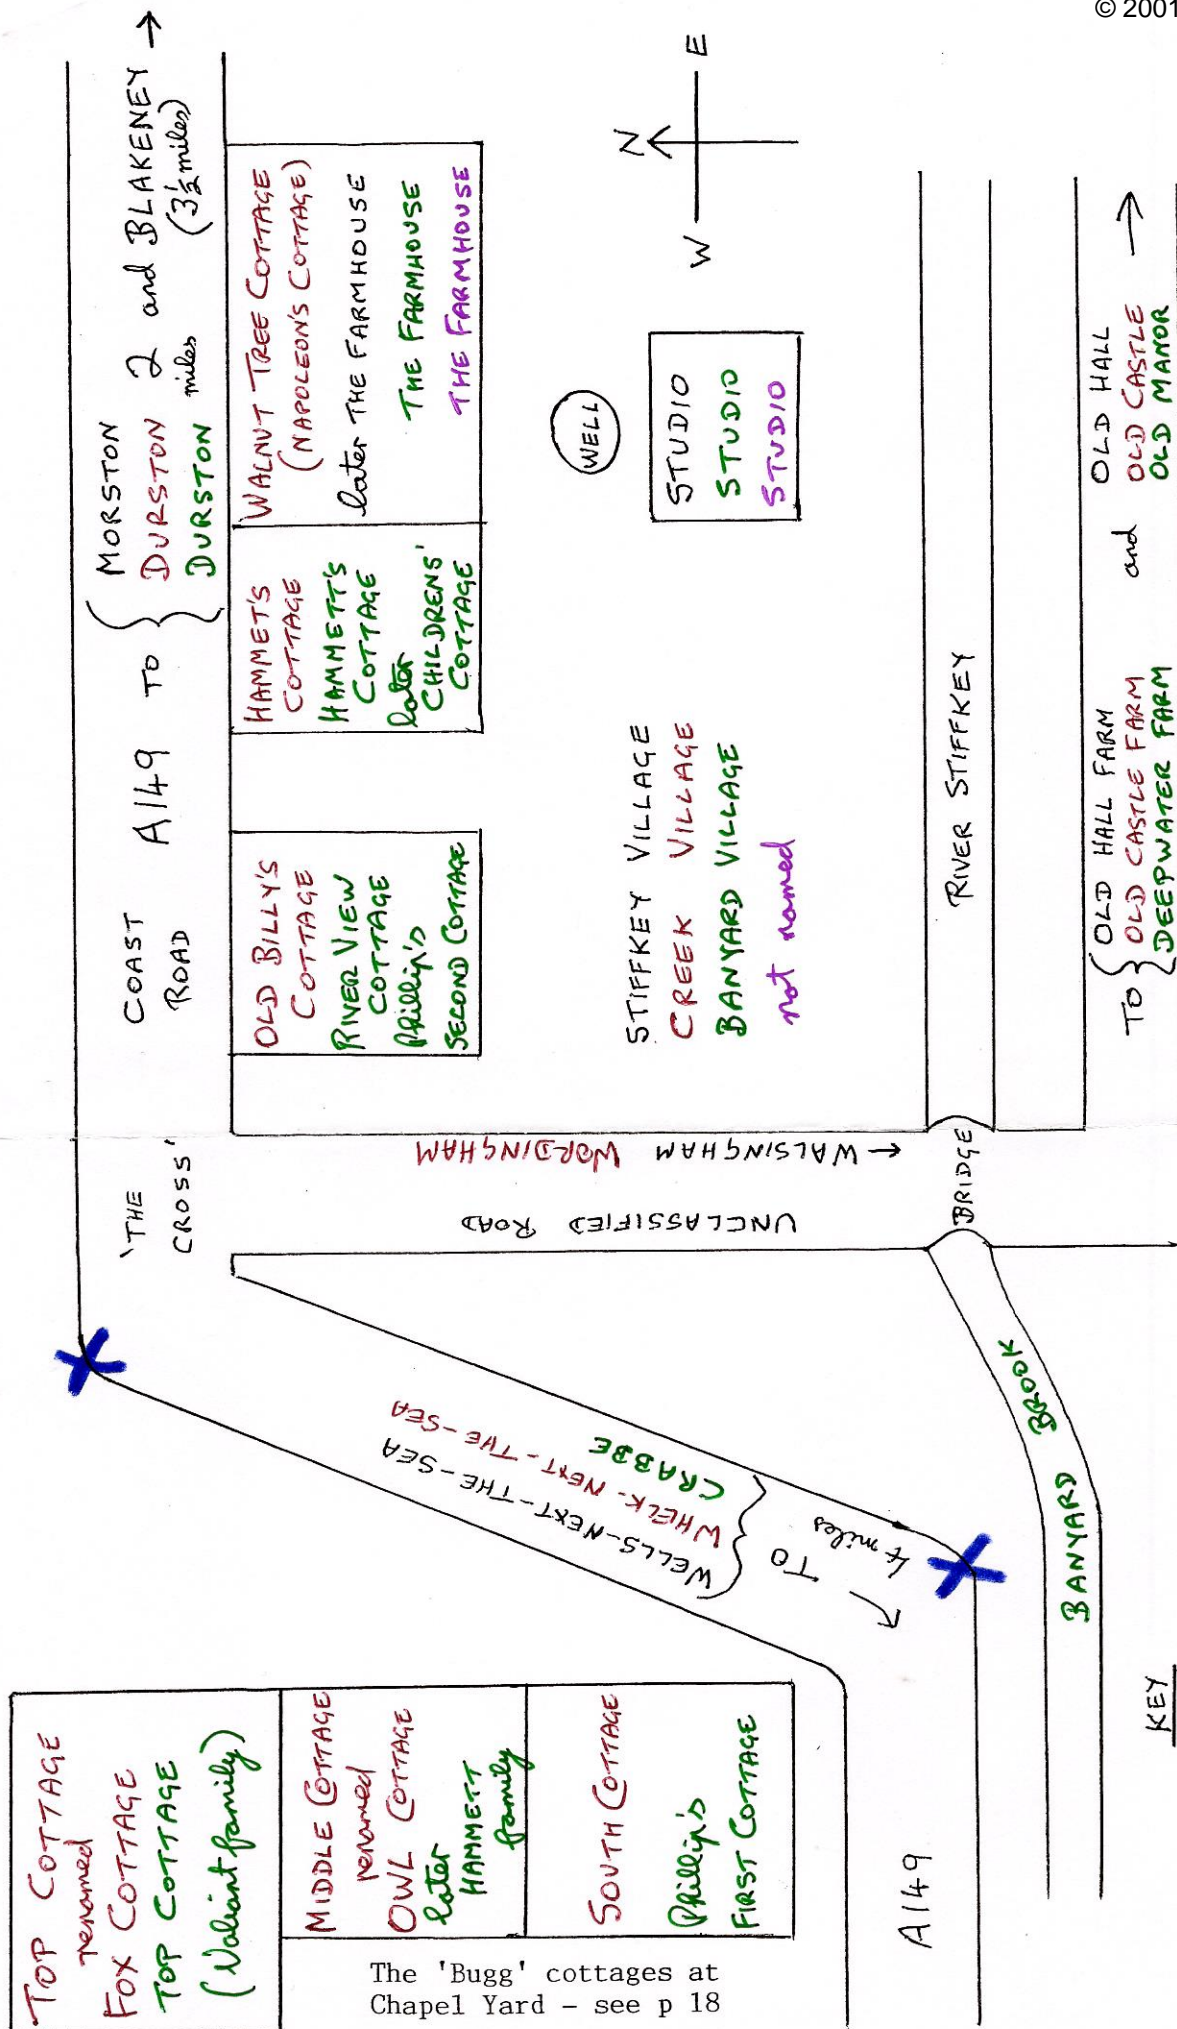 © 2001
COAST
ROAD
A149 TO
MORSTON
DURSTON
DURSTON
2
miles
and BLAKENEY →
(3½ miles)
'THE
CROSS'
OLD BILLY'S
COTTAGE
RIVER VIEW
COTTAGE
Phillip's
SECOND COTTAGE
HAMMET'S
COTTAGE
HAMMETT'S
COTTAGE
later
CHILDRENS'
COTTAGE
WALNUT TREE COTTAGE
(NAPOLEON'S COTTAGE)
later THE FARMHOUSE
THE FARMHOUSE
THE FARMHOUSE
WELL
STUDIO
STUDIO
STUDIO
N
W
E
STIFFKEY VILLAGE
CREEK VILLAGE
BANYARD VILLAGE
not named
← WALSINGHAM WORDINGHAM
UNCLASSIFIED ROAD
BRIDGE
RIVER STIFFKEY
TO
OLD HALL FARM
OLD CASTLE FARM
DEEPWATER FARM
and
OLD HALL
OLD CASTLE
OLD MANOR
→
BANYARD BROOK
WELLS-NEXT-THE-SEA
WHELK-NEXT-THE-SEA
CRABBE
TO
4 miles
A149
TOP COTTAGE
renamed
FOX COTTAGE
TOP COTTAGE
(Valiant family)
MIDDLE COTTAGE
renamed
OWL COTTAGE
later
HAMMETT
family
SOUTH COTTAGE
Phillip's
FIRST COTTAGE
The 'Bugg' cottages at
Chapel Yard - see p 18
KEY